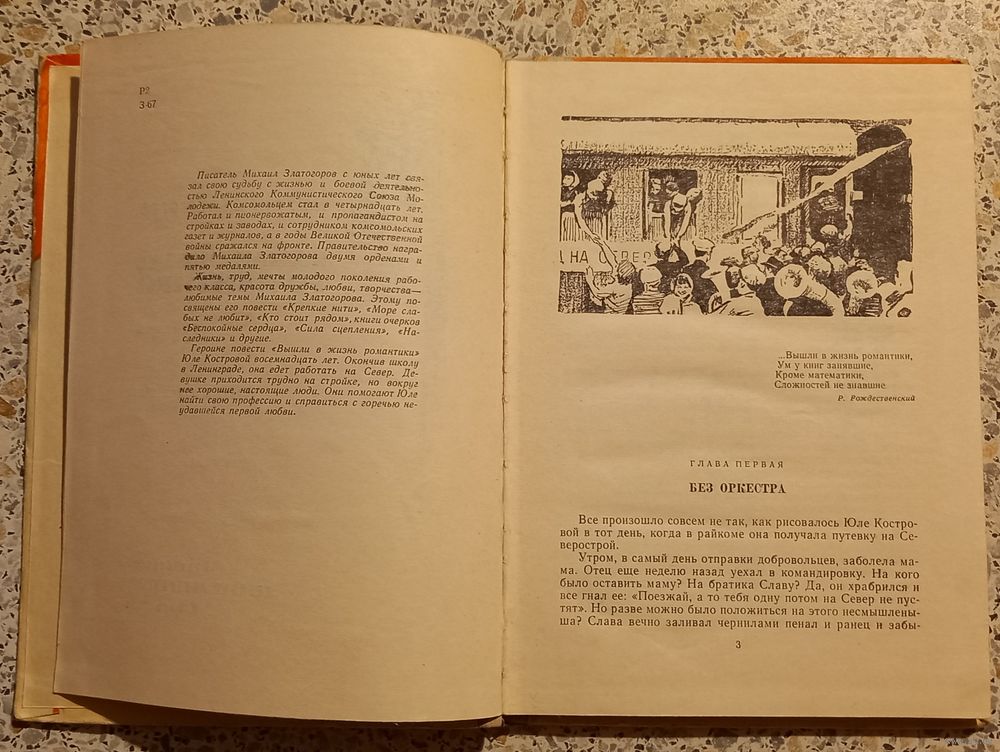 Р2
З-67
Писатель Михаил Златогоров с юных лет свя-
зал свою судьбу с жизнью и боевой деятельно-
стью Ленинского Коммунистического Союза Мо-
лодежи. Комсомольцем стал в четырнадцать лет.
Работал и пионервожатым, и пропагандистом на
стройках и заводах, и сотрудником комсомольских
газет и журналов, а в годы Великой Отечественной
войны сражался на фронте. Правительство награ-
дило Михаила Златогорова двумя орденами и
пятью медалями.
Жизнь, труд, мечты молодого поколения рабо-
чего класса, красота дружбы, любви, творчества—
любимые темы Михаила Златогорова. Этому по-
священы его повести «Крепкие нити», «Море сла-
бых не любит», «Кто стоит рядом», книги очерков
«Беспокойные сердца», «Сила сцепления», «На-
следники» и другие.
Героине повести «Вышли в жизнь романтики»
Юле Костровой восемнадцать лет. Окончив школу
в Ленинграде, она едет работать на Север. Де-
вушке приходится трудно на стройке, но вокруг
нее хорошие, настоящие люди. Они помогают Юле
найти свою профессию и справиться с горечью не-
удавшейся первой любви.
НА СЕВЕР
...Вышли в жизнь романтики,
Ум у книг занявшие,
Кроме математики,
Сложностей не знавшие
Р. Рождественский
ГЛАВА ПЕРВАЯ
БЕЗ ОРКЕСТРА
Все произошло совсем не так, как рисовалось Юле Костро-
вой в тот день, когда в райкоме она получала путевку на Се-
верострой.
Утром, в самый день отправки добровольцев, заболела ма-
ма. Отец еще неделю назад уехал в командировку. На кого
было оставить маму? На братика Славу? Да, он храбрился и
все гнал ее: «Поезжай, а то тебя одну потом на Север не пус-
тят». Но разве можно было положиться на этого несмышлены-
ша? Слава вечно заливал чернилами пенал и ранец и забы-
3